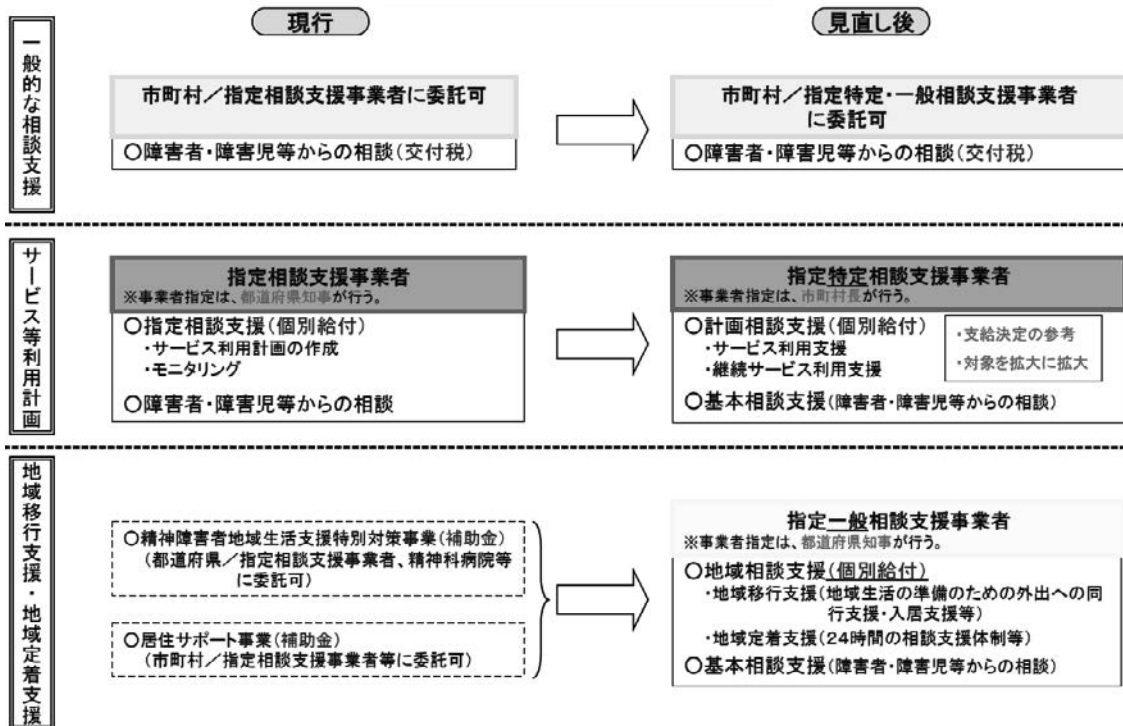 現行
見直し後
一般的な相談支援
市町村／指定相談支援事業者に委託可
○障害者・障害児等からの相談(交付税)
市町村／指定特定・一般相談支援事業者
に委託可
○障害者・障害児等からの相談(交付税)
サービス等利用計画
指定相談支援事業者
※事業者指定は、都道府県知事が行う。
○指定相談支援(個別給付)
・サービス利用計画の作成
・モニタリング
○障害者・障害児等からの相談
指定特定相談支援事業者
※事業者指定は、市町村長が行う。
○計画相談支援(個別給付)
・サービス利用支援
・継続サービス利用支援
・支給決定の参考
・対象を拡大に拡大
○基本相談支援(障害者・障害児等からの相談)
地域移行支援・地域定着支援
○精神障害者地域生活支援特別対策事業(補助金)
(都道府県／指定相談支援事業者、精神科病院等
に委託可)
○居住サポート事業(補助金)
(市町村／指定相談支援事業者等に委託可)
指定一般相談支援事業者
※事業者指定は、都道府県知事が行う。
○地域相談支援(個別給付)
・地域移行支援(地域生活の準備のための外出への同
行支援・入居支援等)
・地域定着支援(24時間の相談支援体制等)
○基本相談支援(障害者・障害児等からの相談)